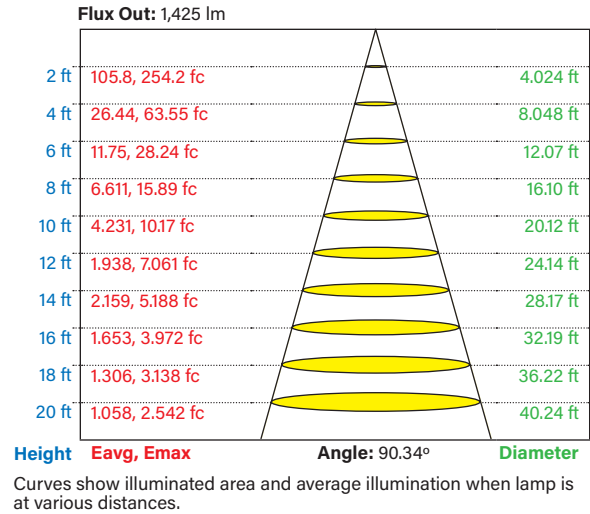 Flux Out: 1,425 lm
2 ft 105.8, 254.2 fc 4.024 ft
4 ft 26.44, 63.55 fc 8.048 ft
6 ft 11.75, 28.24 fc 12.07 ft
8 ft 6.611, 15.89 fc 16.10 ft
10 ft 4.231, 10.17 fc 20.12 ft
12 ft 1.938, 7.061 fc 24.14 ft
14 ft 2.159, 5.188 fc 28.17 ft
16 ft 1.653, 3.972 fc 32.19 ft
18 ft 1.306, 3.138 fc 36.22 ft
20 ft 1.058, 2.542 fc 40.24 ft
Height Eavg, Emax Angle: 90.34º Diameter
Curves show illuminated area and average illumination when lamp is
at various distances.